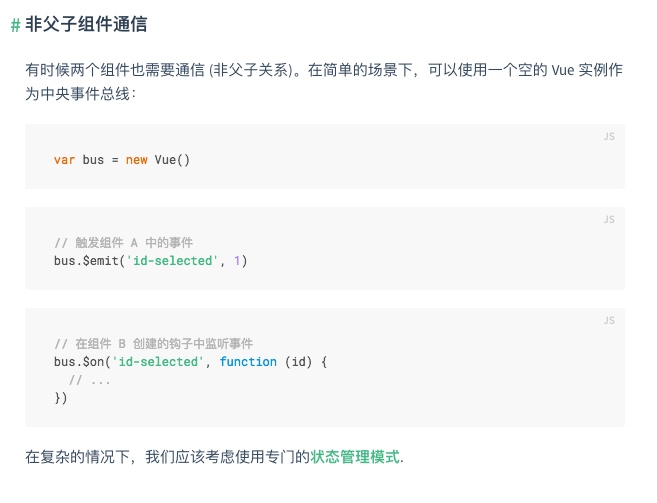 # 非父子组件通信
有时候两个组件也需要通信 (非父子关系)。在简单的场景下，可以使用一个空的 Vue 实例作
为中央事件总线：
JS
var bus = new Vue()
JS
// 触发组件 A 中的事件
bus.$emit('id-selected', 1)
JS
// 在组件 B 创建的钩子中监听事件
bus.$on('id-selected', function (id) {
// ...
})
在复杂的情况下，我们应该考虑使用专门的状态管理模式.